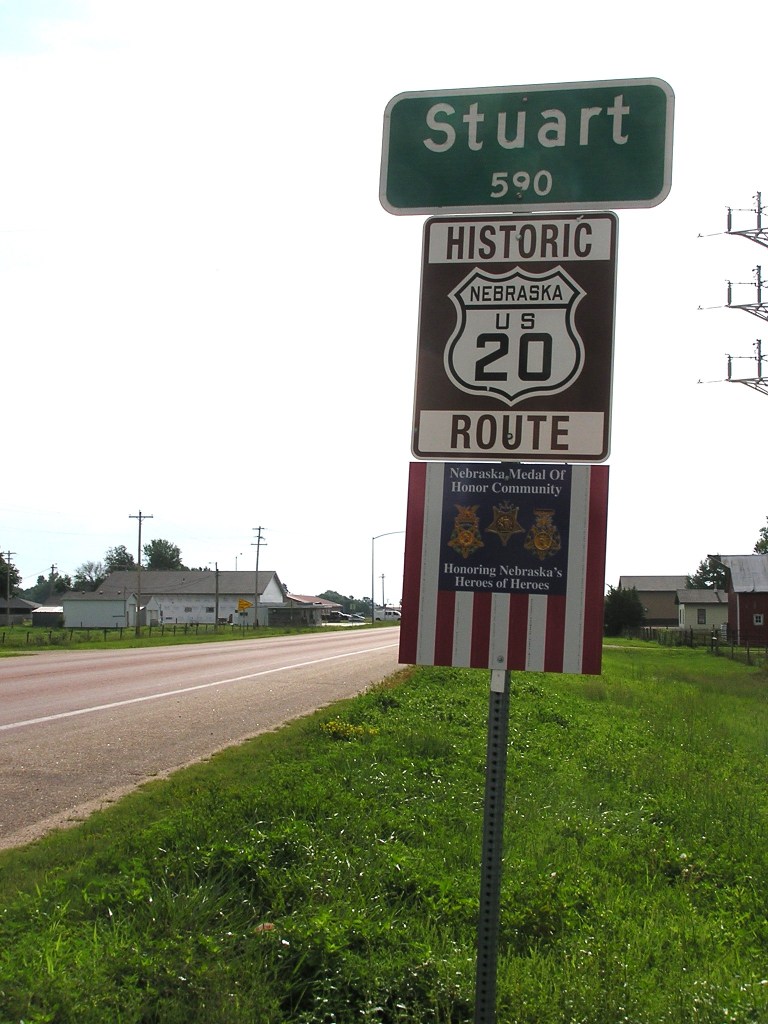 Stuart
590
HISTORIC
NEBRASKA
US
20
ROUTE
Nebraska Medal Of
Honor Community
Honoring Nebraska's
Heroes of Heroes